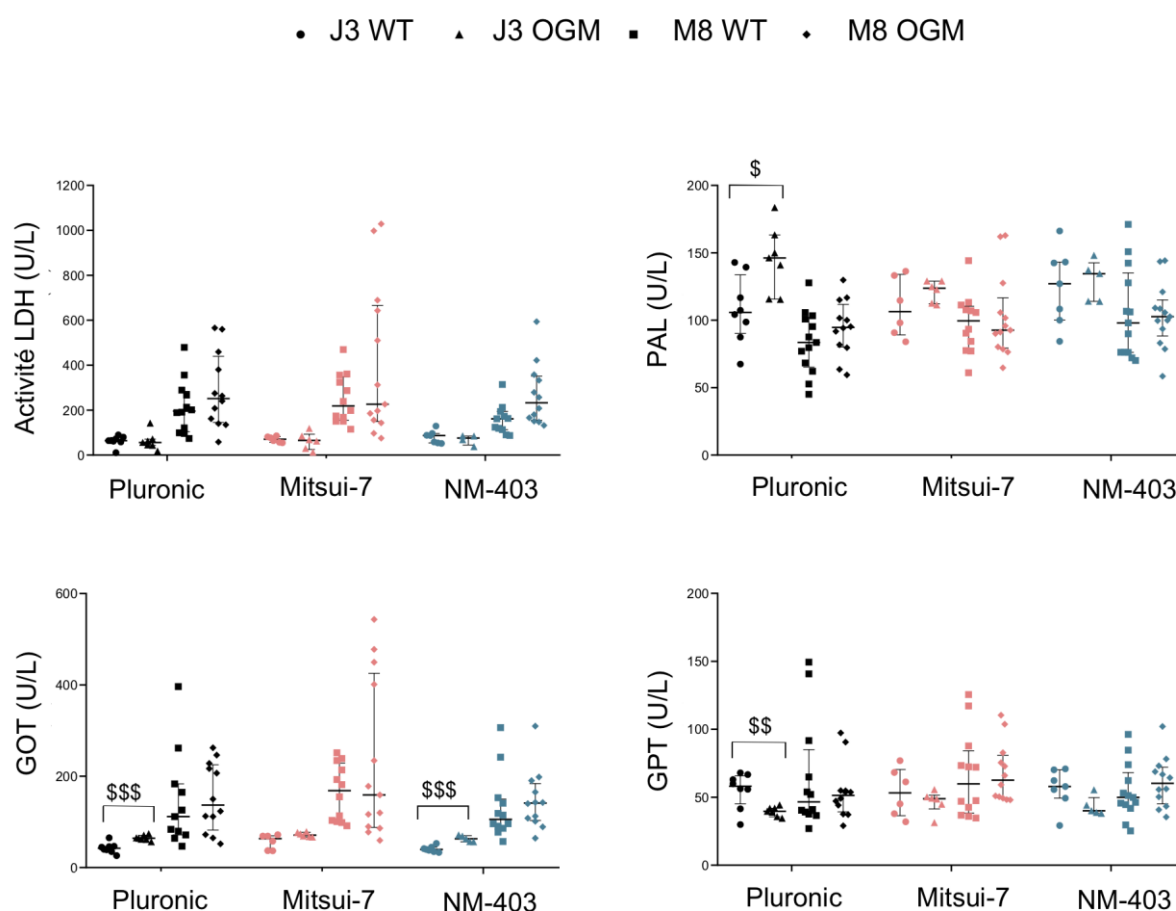 J3 WT J3 OGM M8 WT M8 OGM
Activité LDH (U/L)
1200
1000
800
600
400
200
0
Pluronic Mitsui-7 NM-403
PAL (U/L)
200
150
100
50
0
$
Pluronic Mitsui-7 NM-403
GOT (U/L)
600
400
200
0
$$$ $$$
Pluronic Mitsui-7 NM-403
GPT (U/L)
200
150
100
50
0
$$
Pluronic Mitsui-7 NM-403